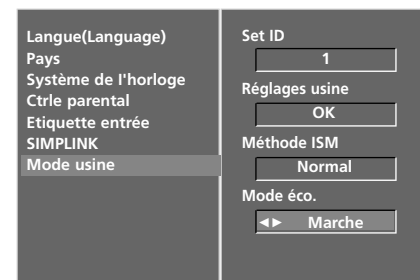 Langue(Language)
Pays
Système de l'horloge
Ctrle parental
Etiquette entrée
SIMPLINK
Mode usine
Set ID
1
Réglages usine
OK
Méthode ISM
Normal
Mode éco.
◄► Marche